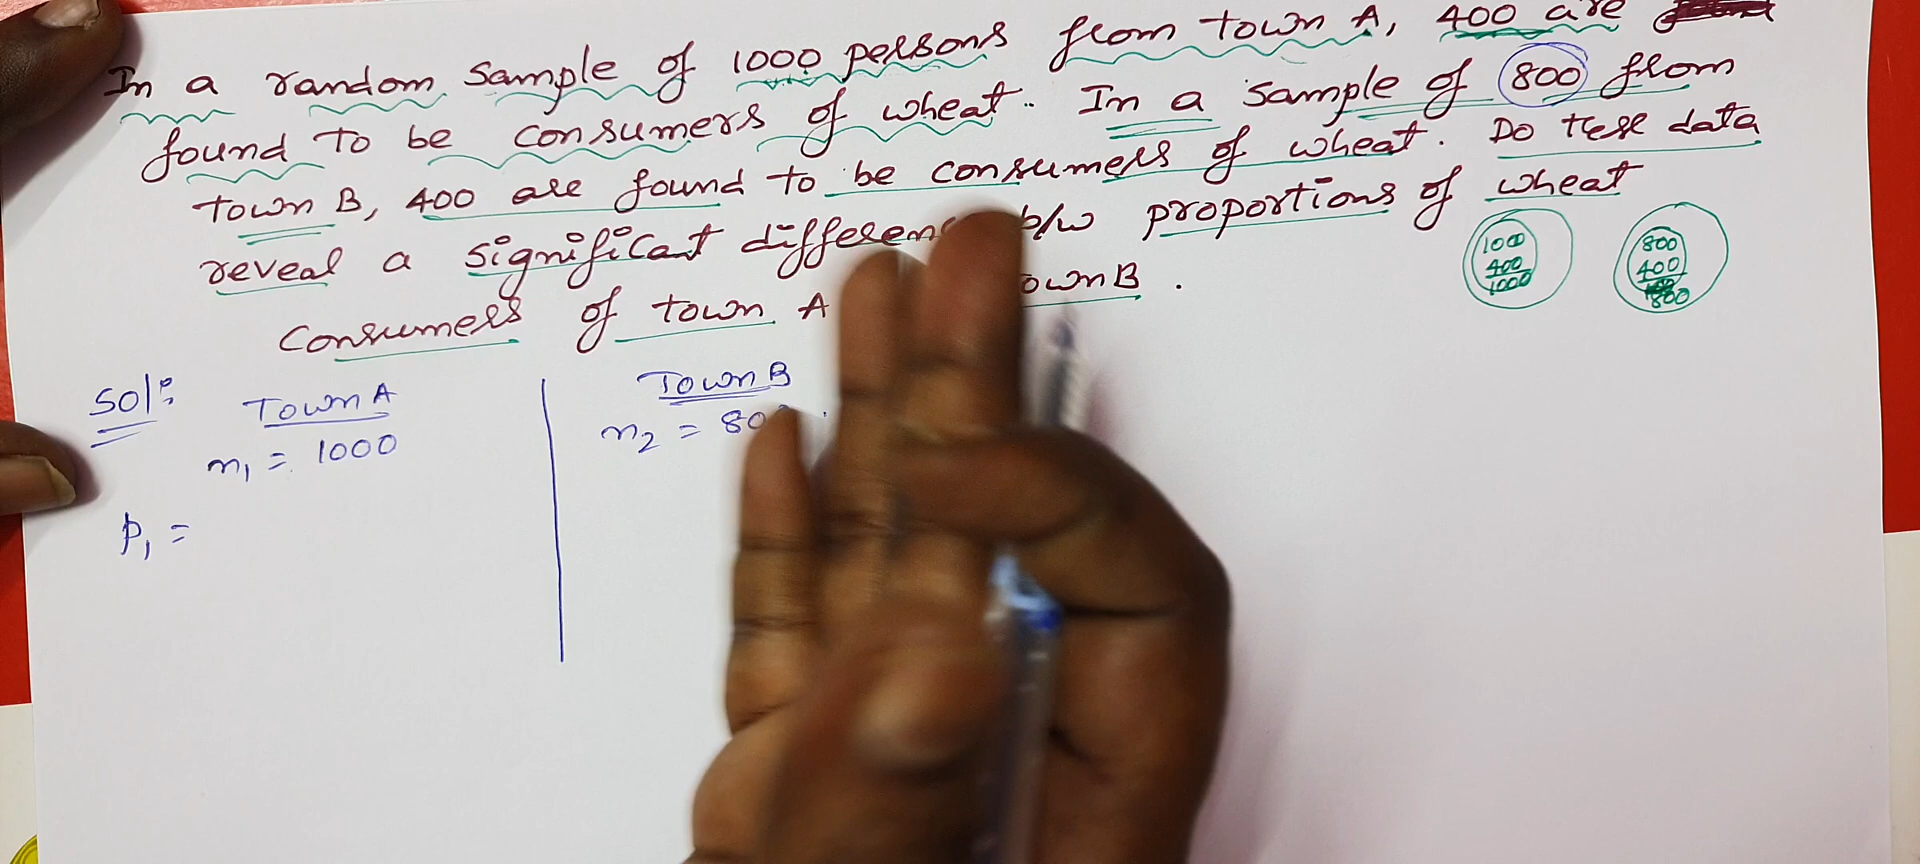 In a random sample of 1000 persons from town A, 400 are
found to be consumers of wheat. In a sample of 800 from
town B, 400 are found to be consumers of wheat. Do these data
reveal a significant b/w proportions of wheat
Consumers of town A B.
1000
400
1000
800
400
800
Sol:
Town A
Town B
n1 = 1000
n2 =
p1 =